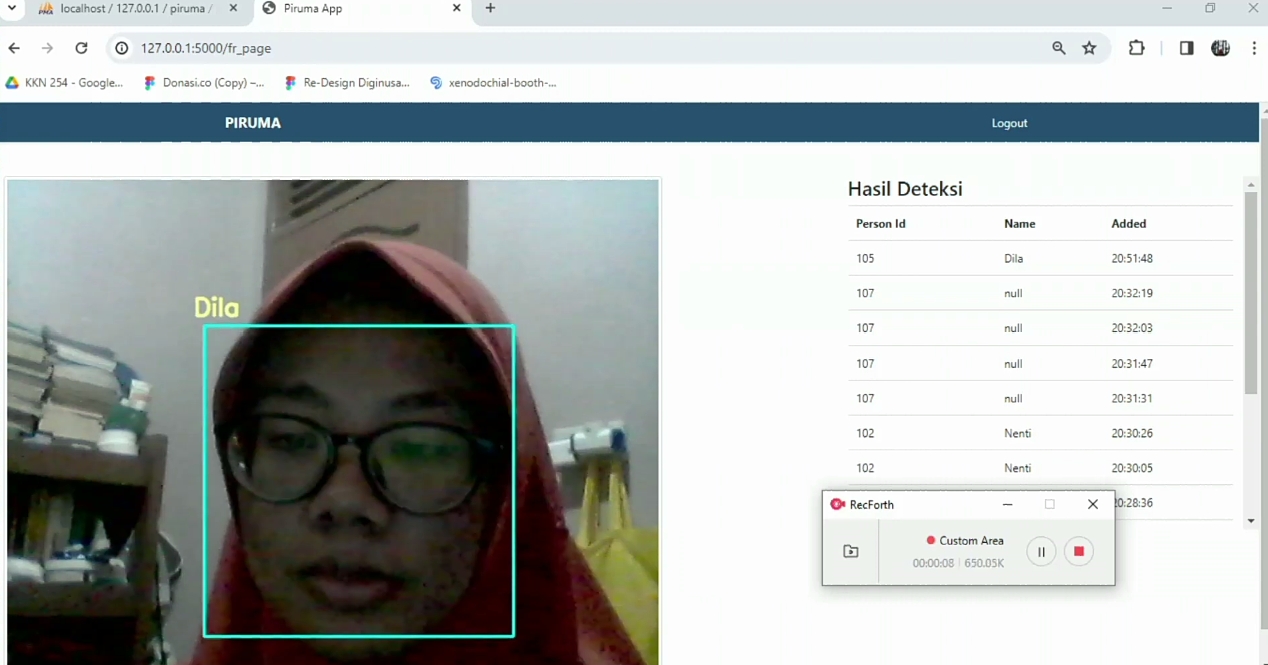 localhost / 127.0.0.1 / piruma /
Piruma App
127.0.0.1:5000/fr_page
KKN 254 - Google...
Donasi.co (Copy) –...
Re-Design Diginusa...
xenodochial-booth-...
PIRUMA
Logout
Dila
Hasil Deteksi
Person Id Name Added
105 Dila 20:51:48
107 null 20:32:19
107 null 20:32:03
107 null 20:31:47
107 null 20:31:31
102 Nenti 20:30:26
102 Nenti 20:30:05
20:28:36
RecForth
Custom Area
00:00:08 | 650.05K